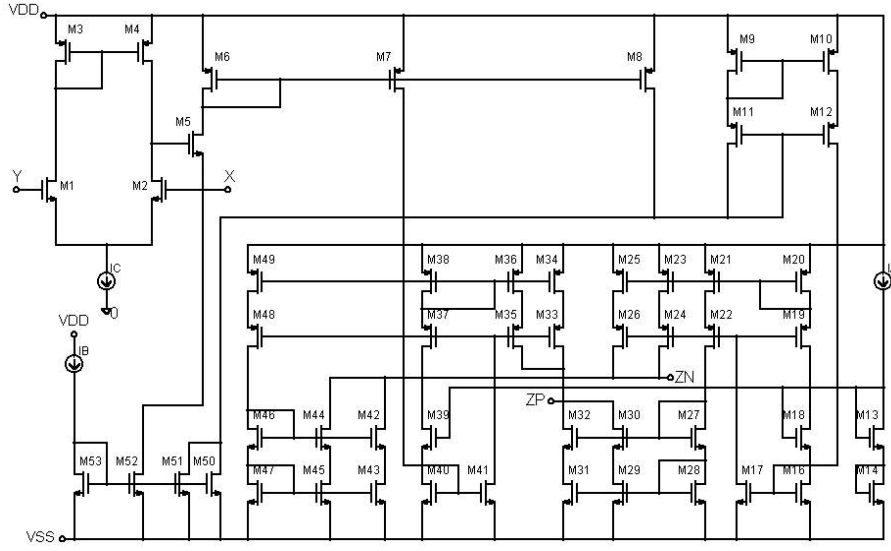 VDD
M3 M4
M6 M7 M8 M9 M10
M5 M11 M12
Y M1 M2 X
IC
0
M49 M38 M36 M34 M25 M23 M21 M20
VDD
IB
M48 M37 M35 M33 M26 M24 M22 M19
ZN
ZP
M46 M44 M42 M39 M32 M30 M27 M18 M13
M53 M52 M51 M50 M47 M45 M43 M40 M41 M31 M29 M28 M17 M16 M14
VSS